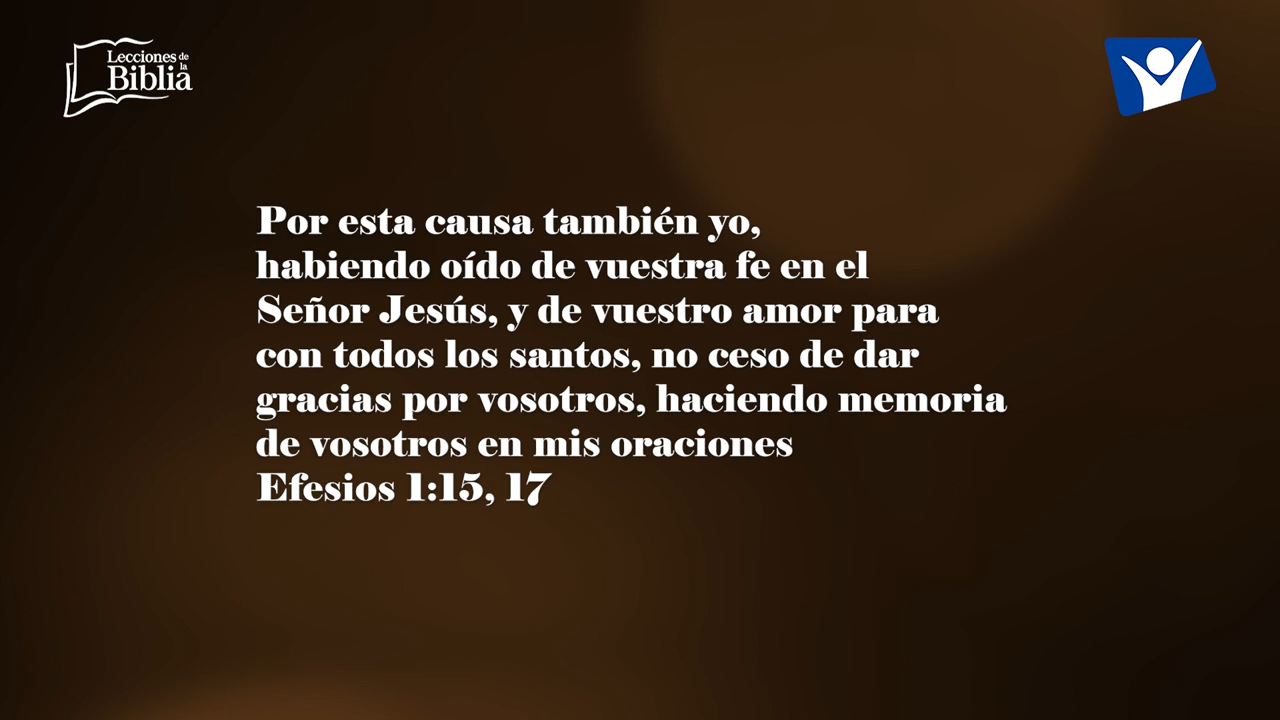 Lecciones de
la
Biblia
Por esta causa también yo,
habiendo oído de vuestra fe en el
Señor Jesús, y de vuestro amor para
con todos los santos, no ceso de dar
gracias por vosotros, haciendo memoria
de vosotros en mis oraciones
Efesios 1:15, 17